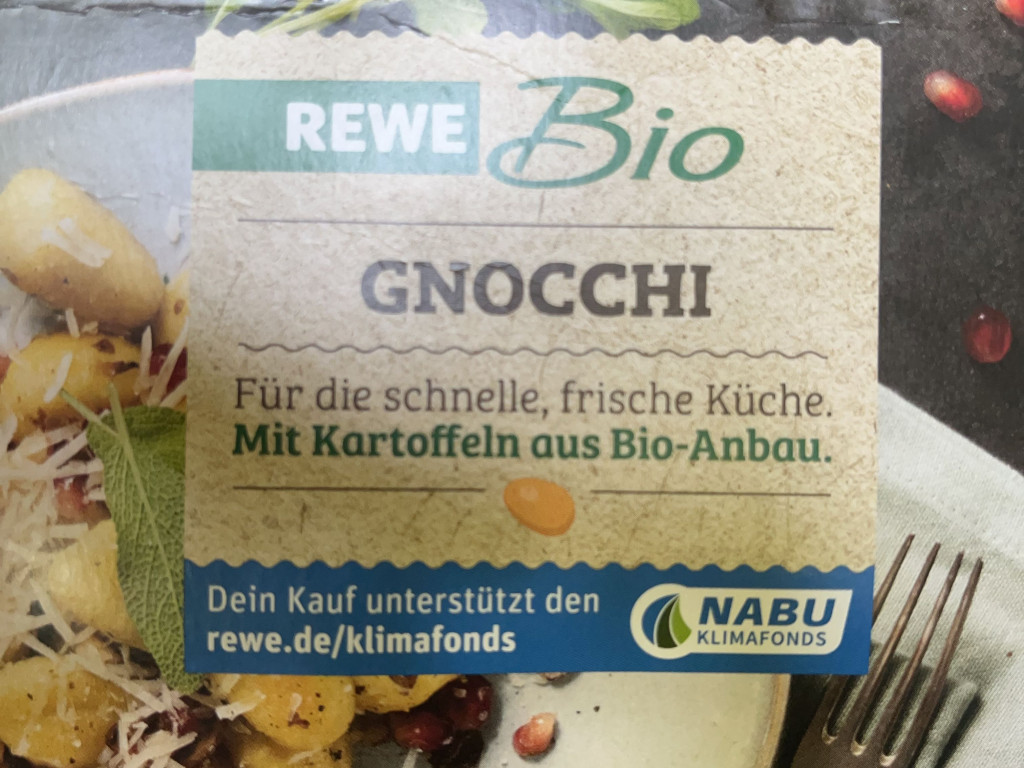 REWE Bio
GNOCCHI
Für die schnelle, frische Küche.
Mit Kartoffeln aus Bio-Anbau.
Dein Kauf unterstützt den
rewe.de/klimafonds
NABU
KLIMAFONDS